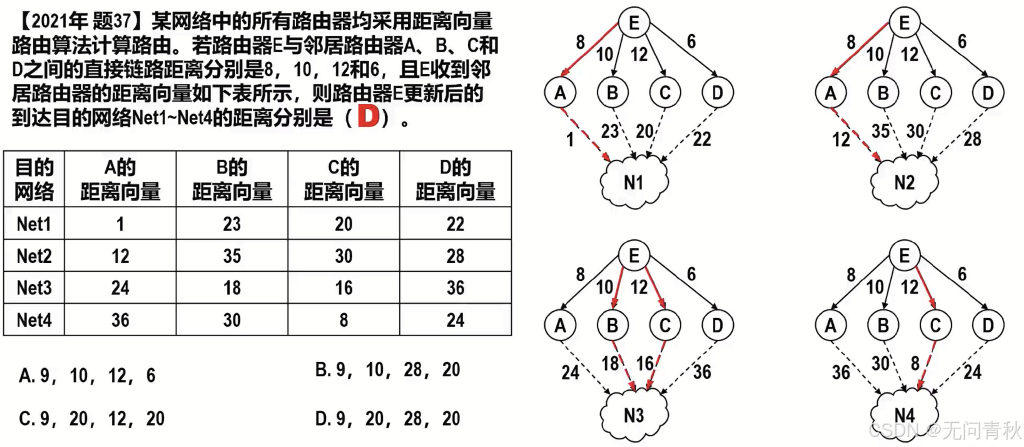 【2021年 题37】某网络中的所有路由器均采用距离向量
路由算法计算路由。若路由器E与邻居路由器A、B、C和
D之间的直接链路距离分别是8，10，12和6，且E收到邻
居路由器的距离向量如下表所示，则路由器E更新后的
到达目的网络Net1~Net4的距离分别是（D）。
目的网络 A的距离向量 B的距离向量 C的距离向量 D的距离向量
Net1 1 23 20 22
Net2 12 35 30 28
Net3 24 18 16 36
Net4 36 30 8 24
A. 9，10，12，6
B. 9，10，28，20
C. 9，20，12，20
D. 9，20，28，20
E
8 10 12 6
A B C D
1 23 20 22
N1
E
8 10 12 6
A B C D
12 35 30 28
N2
E
8 10 12 6
A B C D
24 18 16 36
N3
E
8 10 12 6
A B C D
36 30 8 24
N4
CSDN @无问青秋